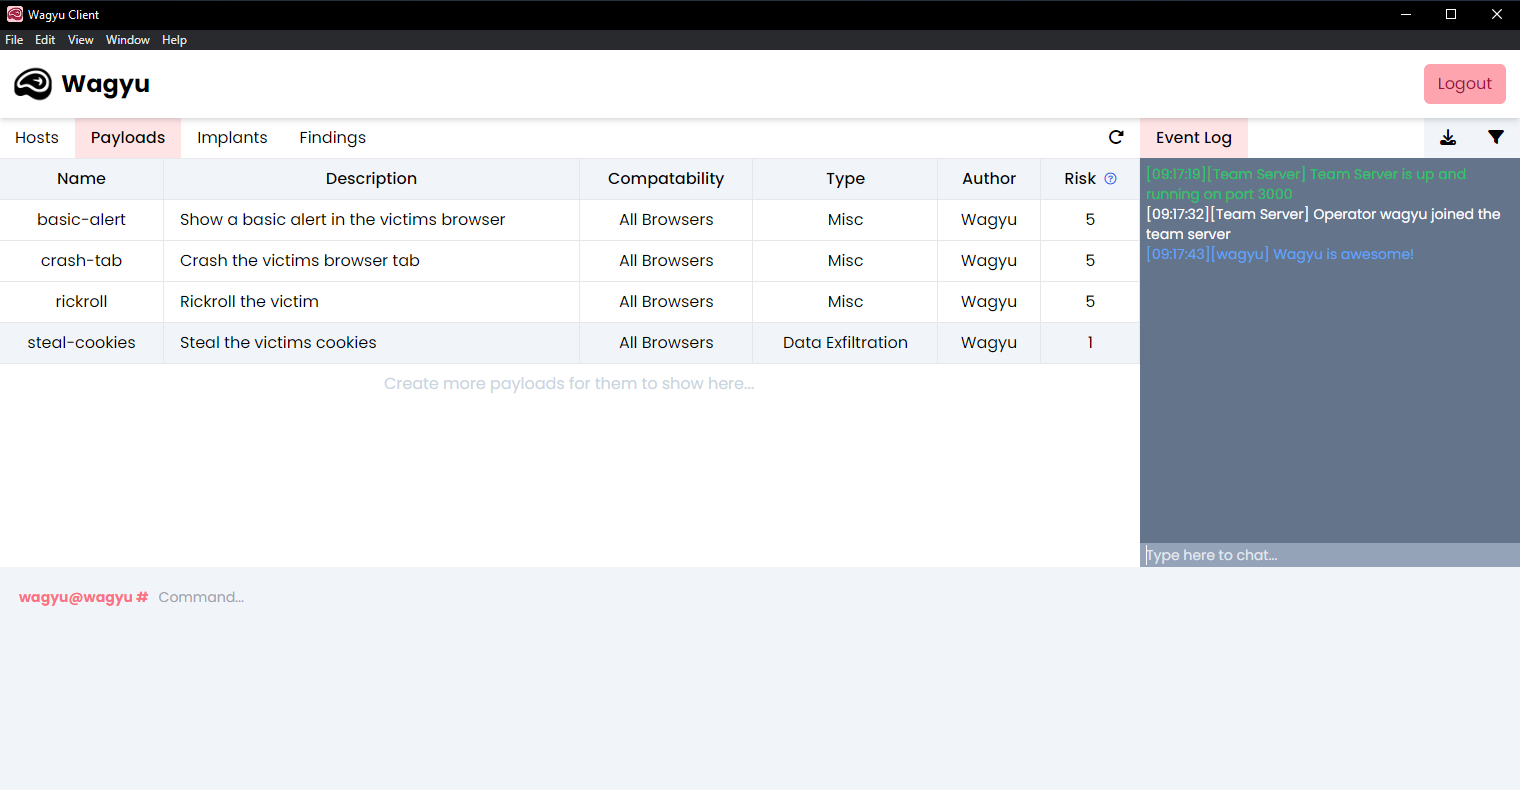 Wagyu Client
File Edit View Window Help
Wagyu
Logout
Hosts Payloads Implants Findings
Event Log
Name Description Compatability Type Author Risk
basic-alert Show a basic alert in the victims browser All Browsers Misc Wagyu 5
crash-tab Crash the victims browser tab All Browsers Misc Wagyu 5
rickroll Rickroll the victim All Browsers Misc Wagyu 5
steal-cookies Steal the victims cookies All Browsers Data Exfiltration Wagyu 1
Create more payloads for them to show here...
[09:17:19][Team Server] Team Server is up and
running on port 3000
[09:17:32][Team Server] Operator wagyu joined the
team server
[09:17:43][wagyu] Wagyu is awesome!
Type here to chat...
wagyu@wagyu # Command...